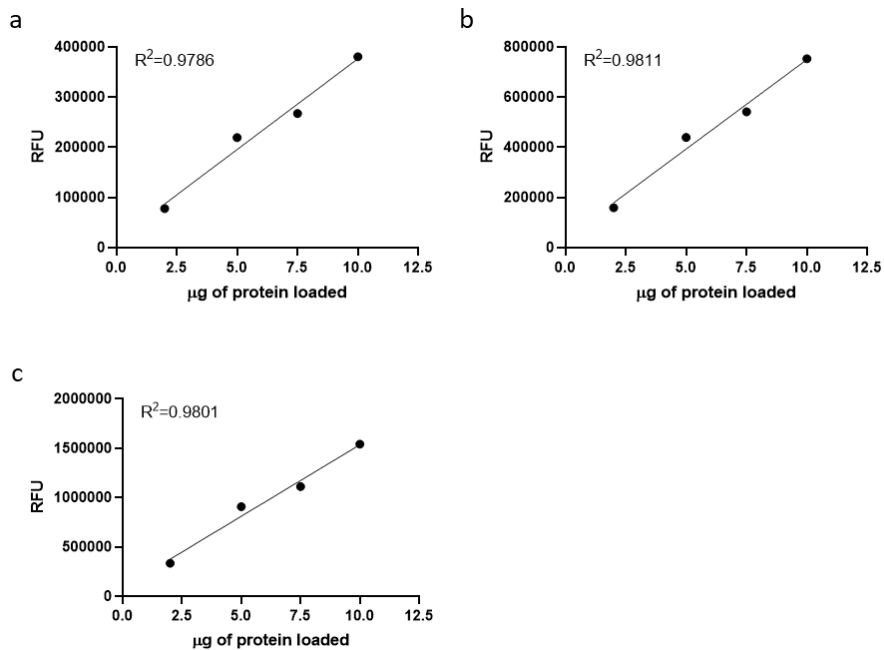 a
R²=0.9786
400000
300000
200000
100000
0
RFU
0.0 2.5 5.0 7.5 10.0 12.5
μg of protein loaded
b
R²=0.9811
800000
600000
400000
200000
0
RFU
0.0 2.5 5.0 7.5 10.0 12.5
μg of protein loaded
c
R²=0.9801
2000000
1500000
1000000
500000
0
RFU
0.0 2.5 5.0 7.5 10.0 12.5
μg of protein loaded